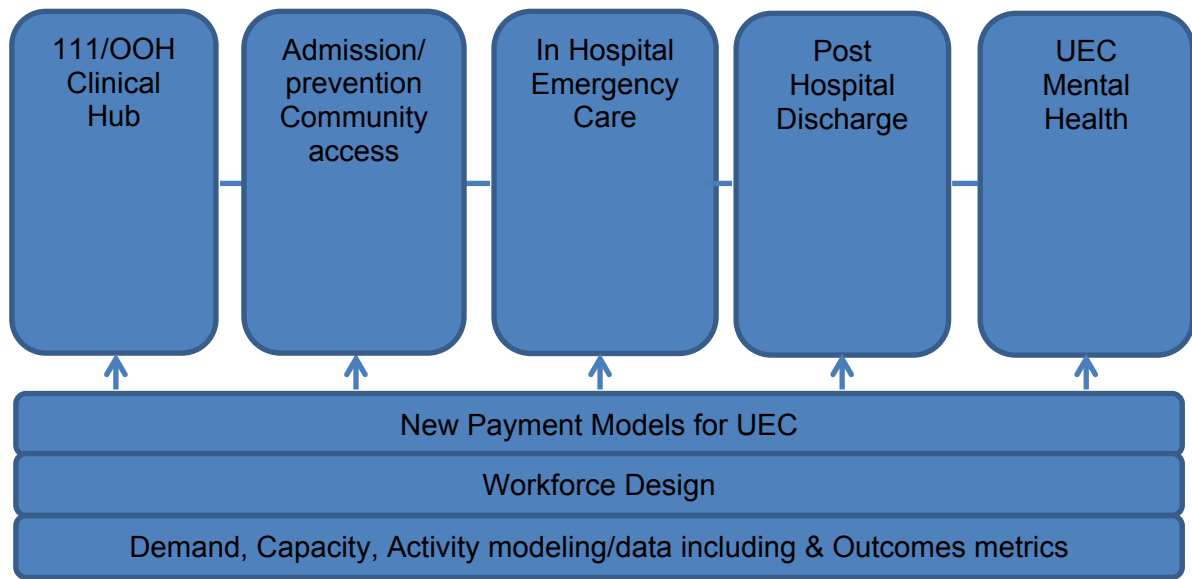 111/OOH
Clinical
Hub
Admission/
prevention
Community
access
In Hospital
Emergency
Care
Post
Hospital
Discharge
UEC
Mental
Health
New Payment Models for UEC
Workforce Design
Demand, Capacity, Activity modeling/data including & Outcomes metrics